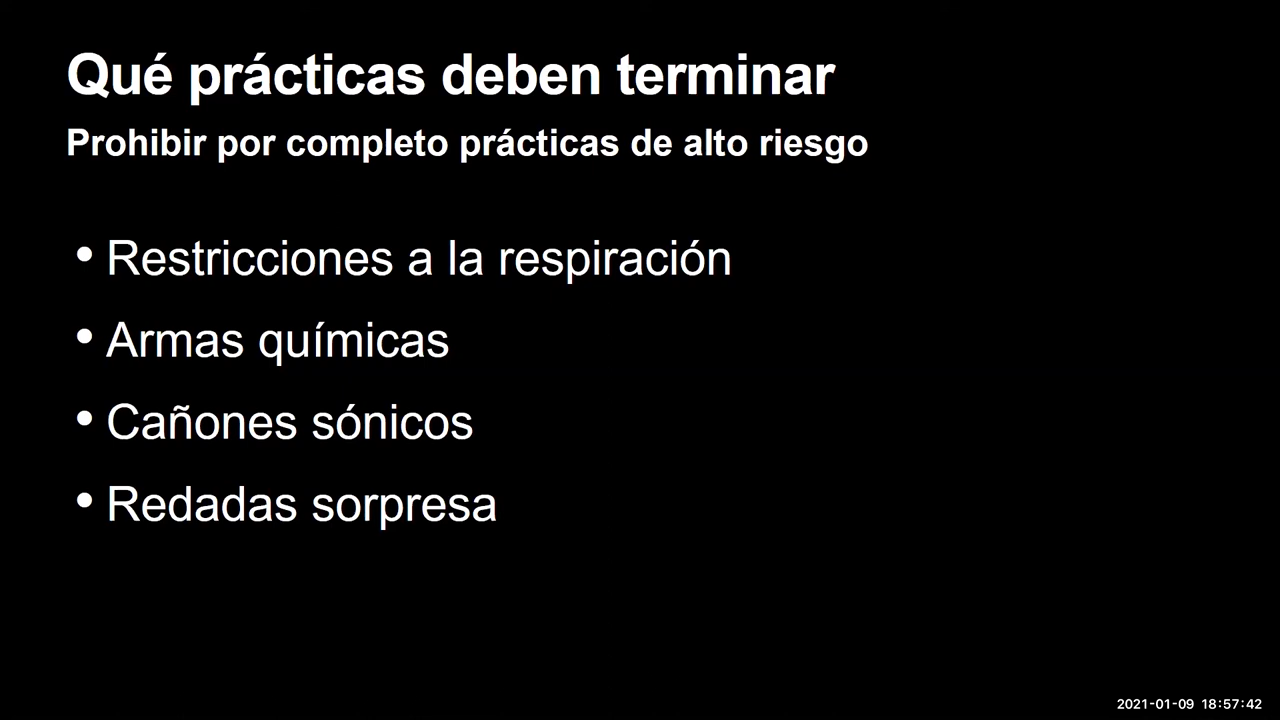 Qué prácticas deben terminar
Prohibir por completo prácticas de alto riesgo
• Restricciones a la respiración
• Armas químicas
• Cañones sónicos
• Redadas sorpresa
2021-01-09 18:57:42